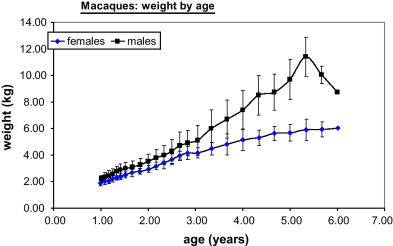 Macaques: weight by age
14.00
females males
12.00
10.00
8.00
6.00
4.00
2.00
0.00
weight (kg)
0.00 1.00 2.00 3.00 4.00 5.00 6.00 7.00
age (years)